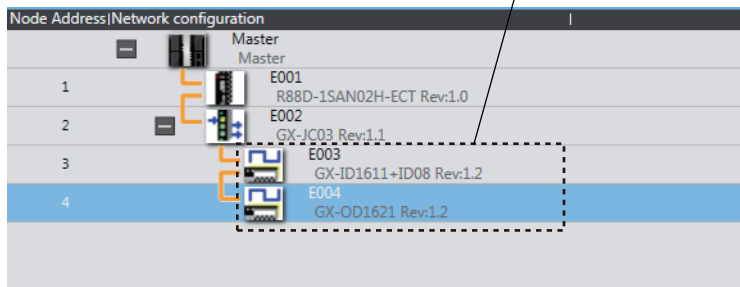 Node Address|Network configuration |
Master
Master
1 E001
R88D-1SAN02H-ECT Rev:1.0
2 E002
GX-JC03 Rev:1.1
3 E003
GX-ID1611+ID08 Rev:1.2
4 E004
GX-OD1621 Rev:1.2